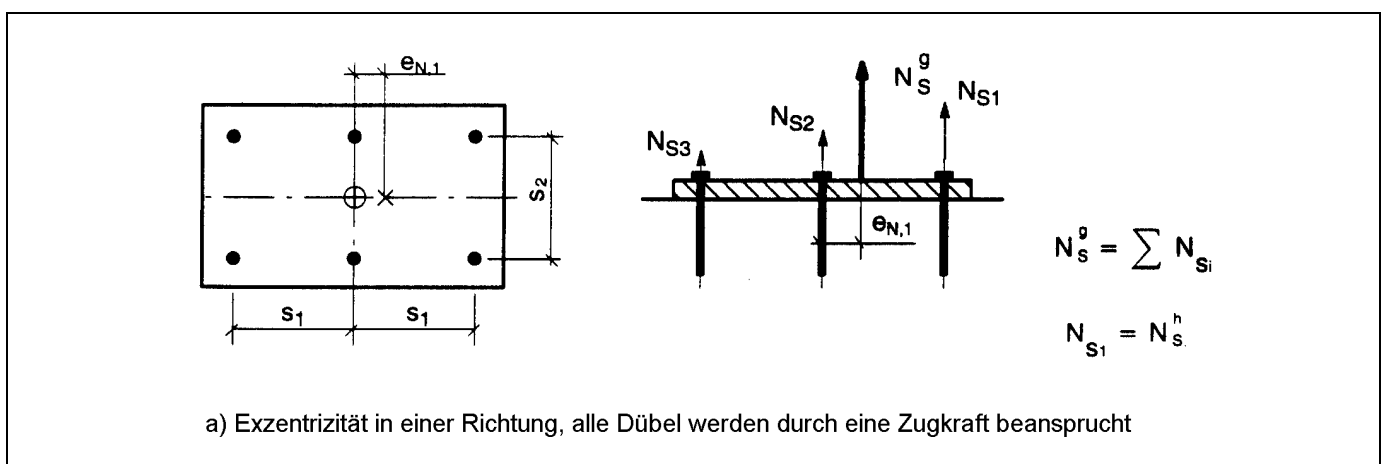 e_N,1
s_2
s_1 s_1
N_S^g
N_S1
N_S2
N_S3
e_N,1
N_S^g = ∑ N_Si
N_S1 = N_S^h
a) Exzentrizität in einer Richtung, alle Dübel werden durch eine Zugkraft beansprucht